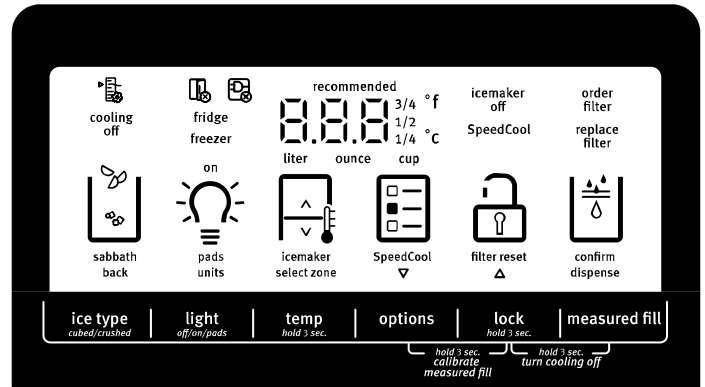 recommended
cooling
off
fridge
freezer
8.8.8
3/4 °f
1/2
1/4 °c
liter ounce cup
icemaker
off
SpeedCool
order
filter
replace
filter
on
sabbath
back
pads
units
icemaker
select zone
SpeedCool
▽
filter reset
△
confirm
dispense
ice type
cubed/crushed
light
off/on/pads
temp
hold 3 sec.
options
lock
hold 3 sec.
measured fill
hold 3 sec.
calibrate
measured fill
hold 3 sec.
turn cooling off